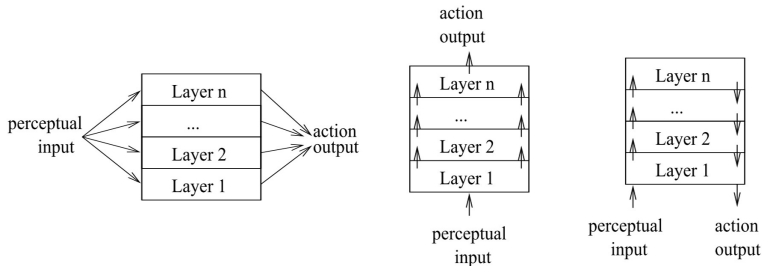 perceptual
input
Layer n
...
Layer 2
Layer 1
action
output
action
output
Layer n
...
Layer 2
Layer 1
perceptual
input
Layer n
...
Layer 2
Layer 1
perceptual
input
action
output